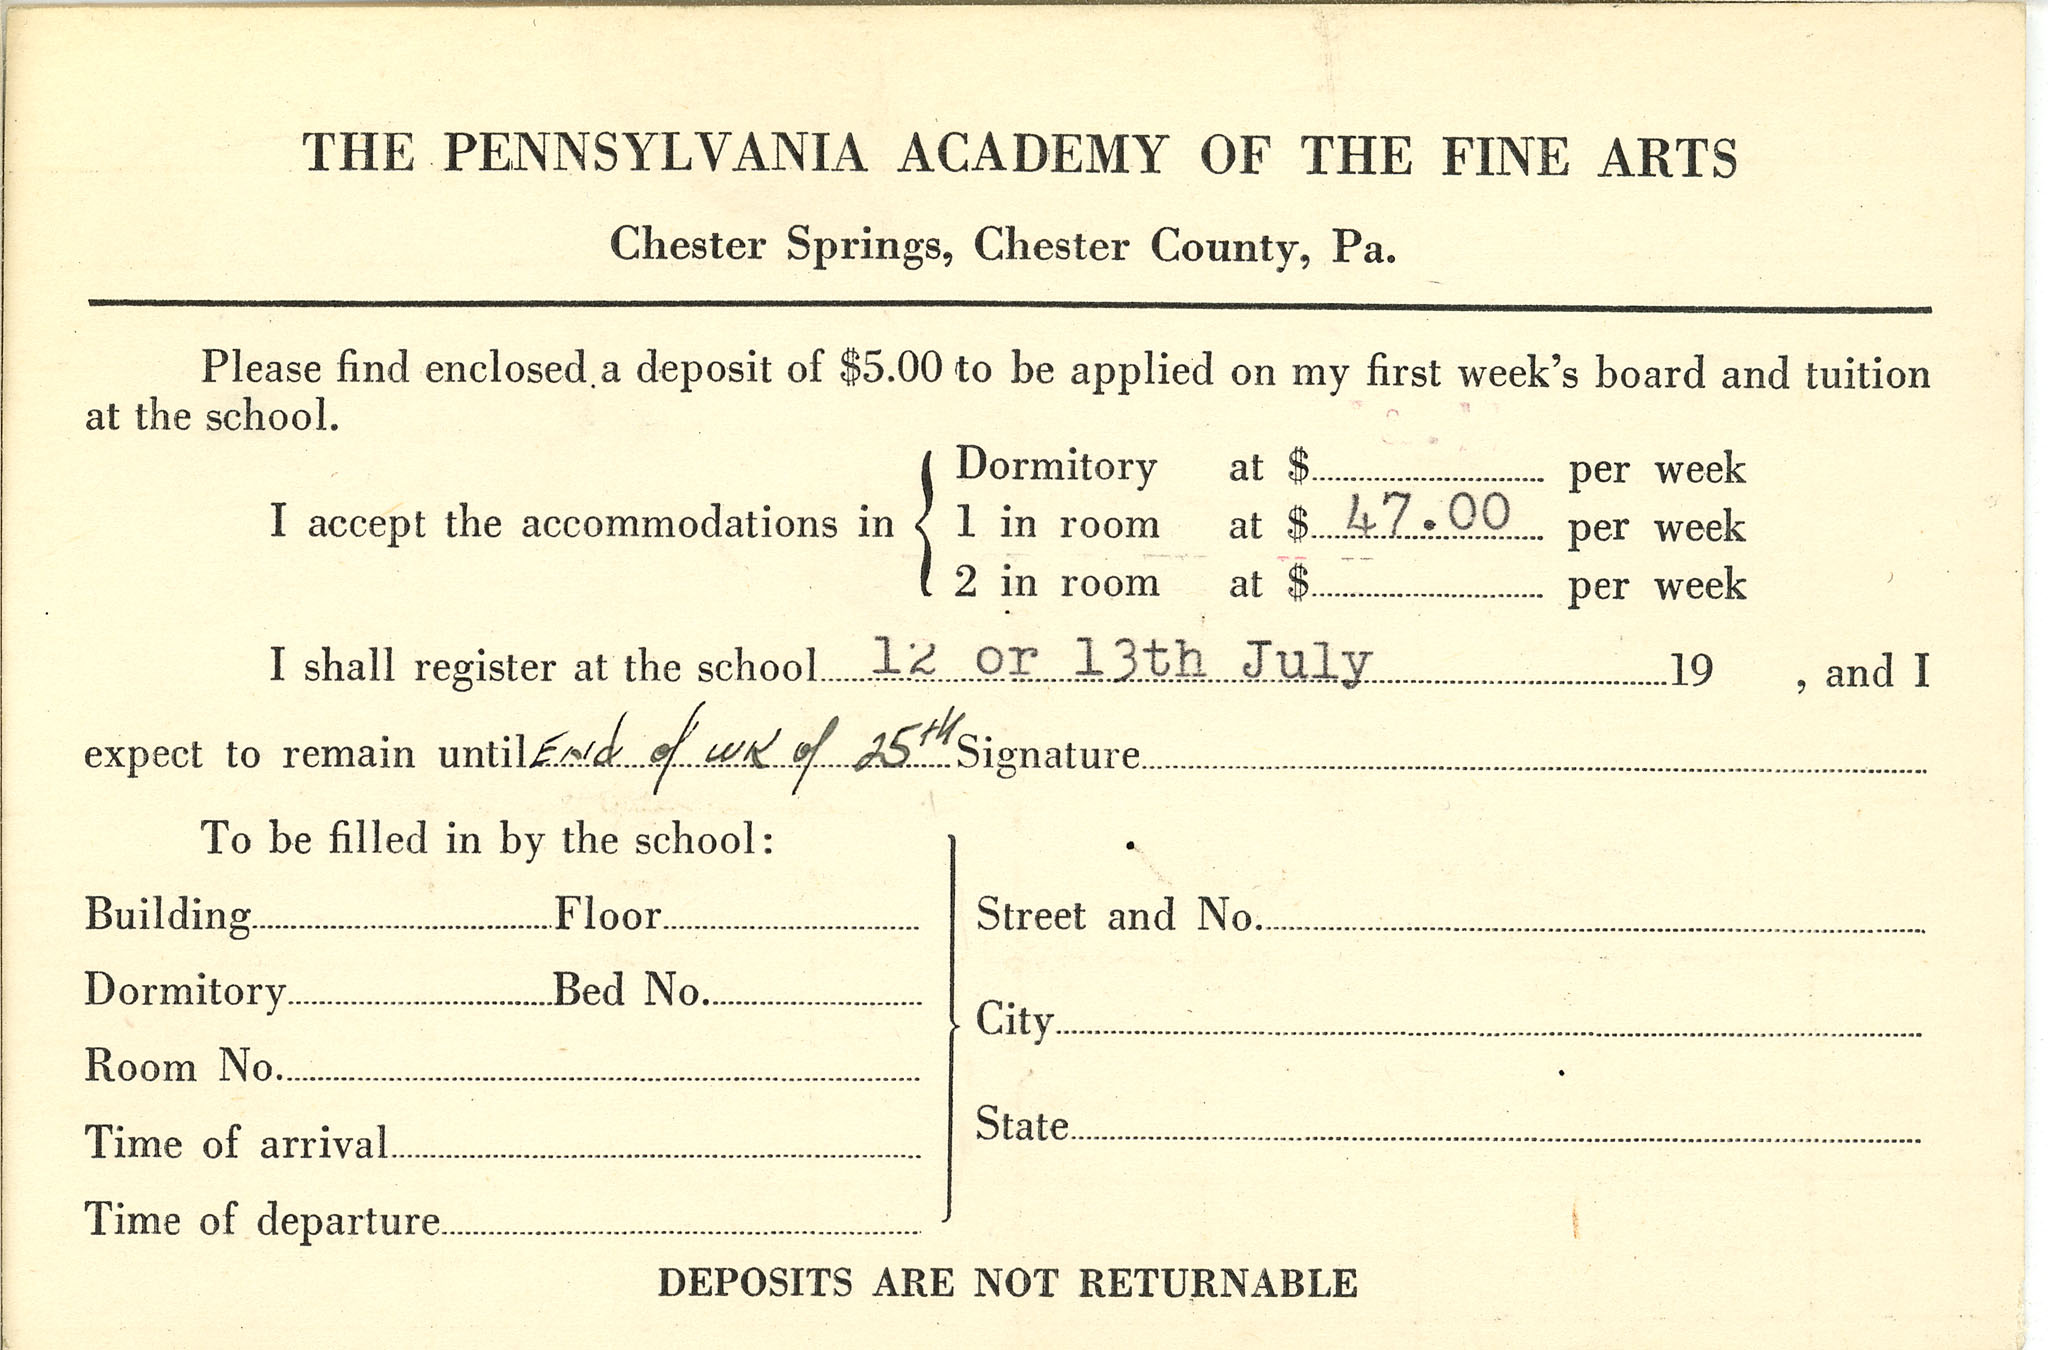 THE PENNSYLVANIA ACADEMY OF THE FINE ARTS
Chester Springs, Chester County, Pa.
Please find enclosed a deposit of $5.00 to be applied on my first week's board and tuition
at the school.
I accept the accommodations in
Dormitory at $ per week
1 in room at $ 47.00 per week
2 in room at $ per week
I shall register at the school 12 or 13th July 19 , and I
expect to remain until End of wk of 25th Signature
To be filled in by the school:
Building Floor
Dormitory Bed No.
Room No.
Time of arrival
Time of departure
Street and No.
City
State
DEPOSITS ARE NOT RETURNABLE